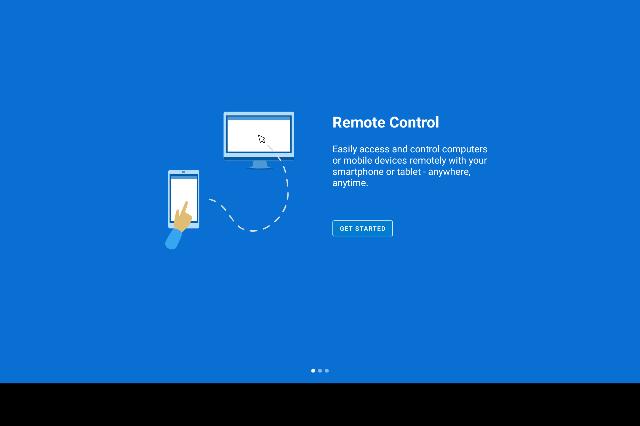 Remote Control
Easily access and control computers
or mobile devices remotely with your
smartphone or tablet - anywhere,
anytime.
GET STARTED